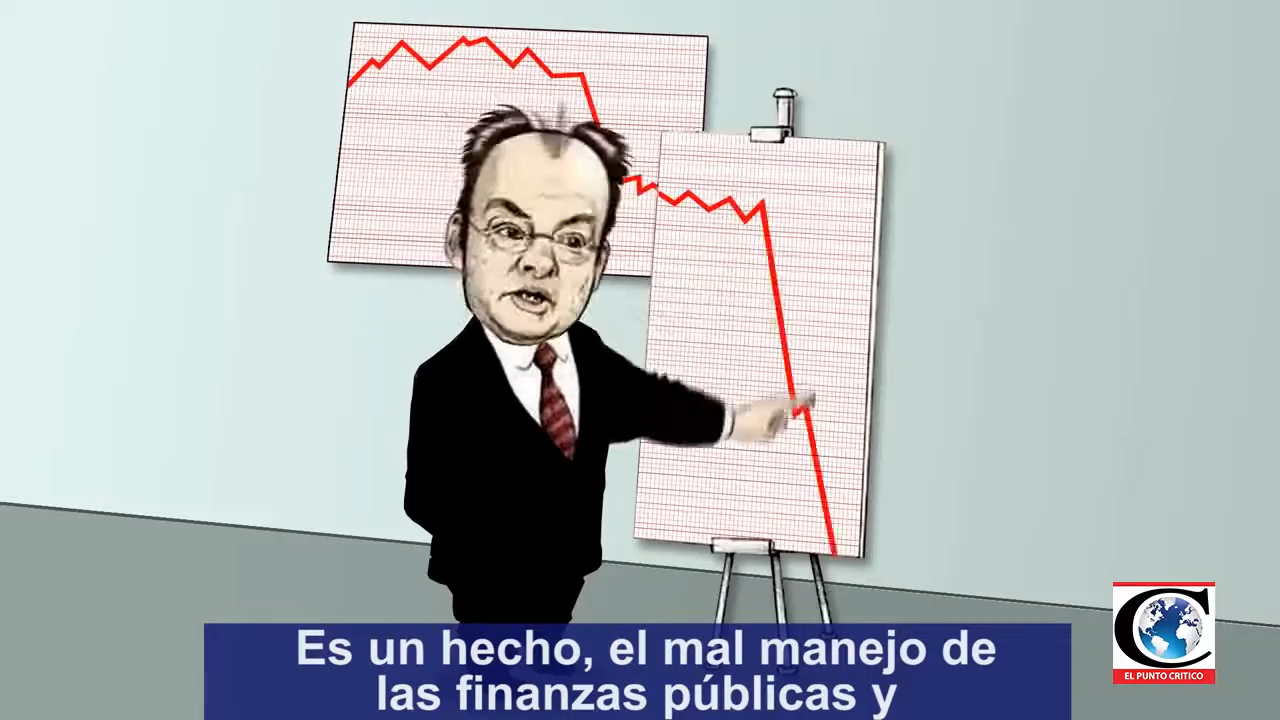 Es un hecho, el mal manejo de
las finanzas públicas y
C
EL PUNTO CRITICO